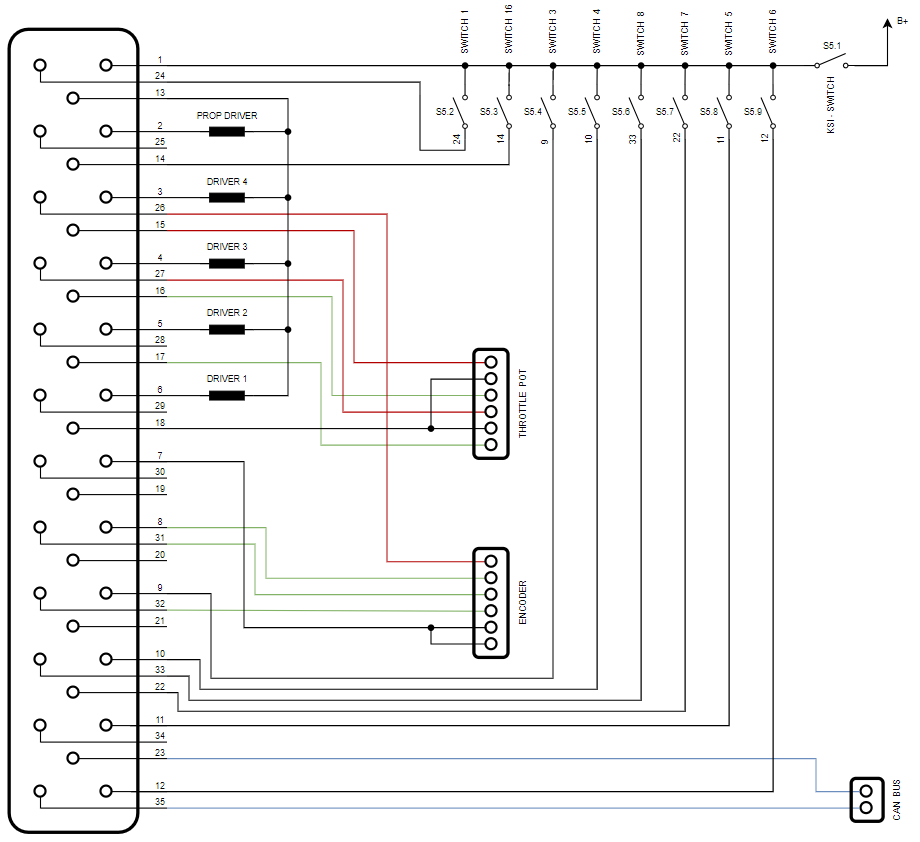 SWITCH 1
SWITCH 16
SWITCH 3
SWITCH 4
SWITCH 8
SWITCH 7
SWITCH 5
SWITCH 6
B+
S5.1
KSI - SWITCH
1
24
13
S5.2
S5.3
S5.4
S5.5
S5.6
S5.7
S5.8
S5.9
24
14
9
10
33
22
11
12
PROP DRIVER
2
25
14
DRIVER 4
3
26
15
DRIVER 3
4
27
16
DRIVER 2
5
28
17
DRIVER 1
6
29
18
THROTTLE POT
7
30
19
8
31
20
ENCODER
9
32
21
10
33
22
11
34
23
12
35
CAN BUS